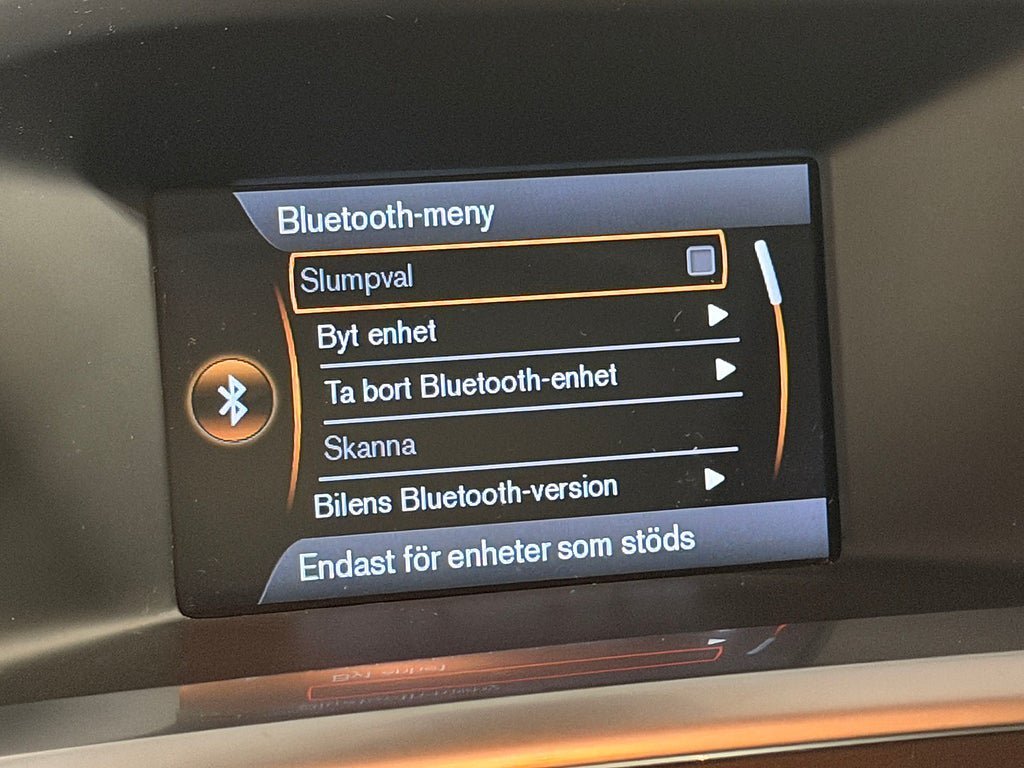 Bluetooth-meny
Slumpval
Byt enhet
Ta bort Bluetooth-enhet
Skanna
Bilens Bluetooth-version
Endast för enheter som stöds